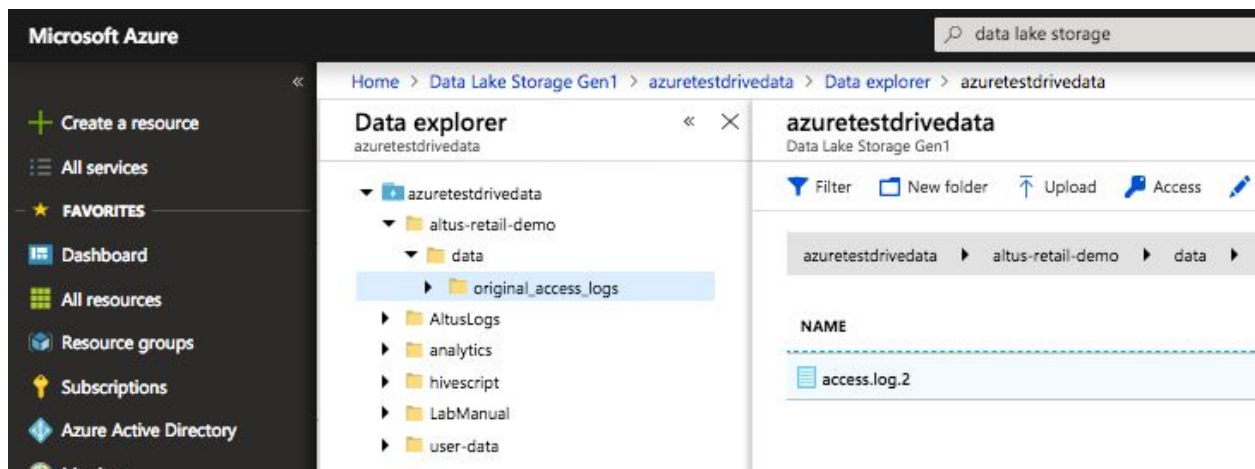 Microsoft Azure
data lake storage
«
Home > Data Lake Storage Gen1 > azuretestdrivedata > Data explorer > azuretestdrivedata
Create a resource
All services
FAVORITES
Dashboard
All resources
Resource groups
Subscriptions
Azure Active Directory
Data explorer
azuretestdrivedata
«
azuretestdrivedata
altus-retail-demo
data
original_access_logs
AltusLogs
analytics
hivescript
LabManual
user-data
azuretestdrivedata
Data Lake Storage Gen1
Filter New folder Upload Access
azuretestdrivedata altus-retail-demo data
NAME
access.log.2